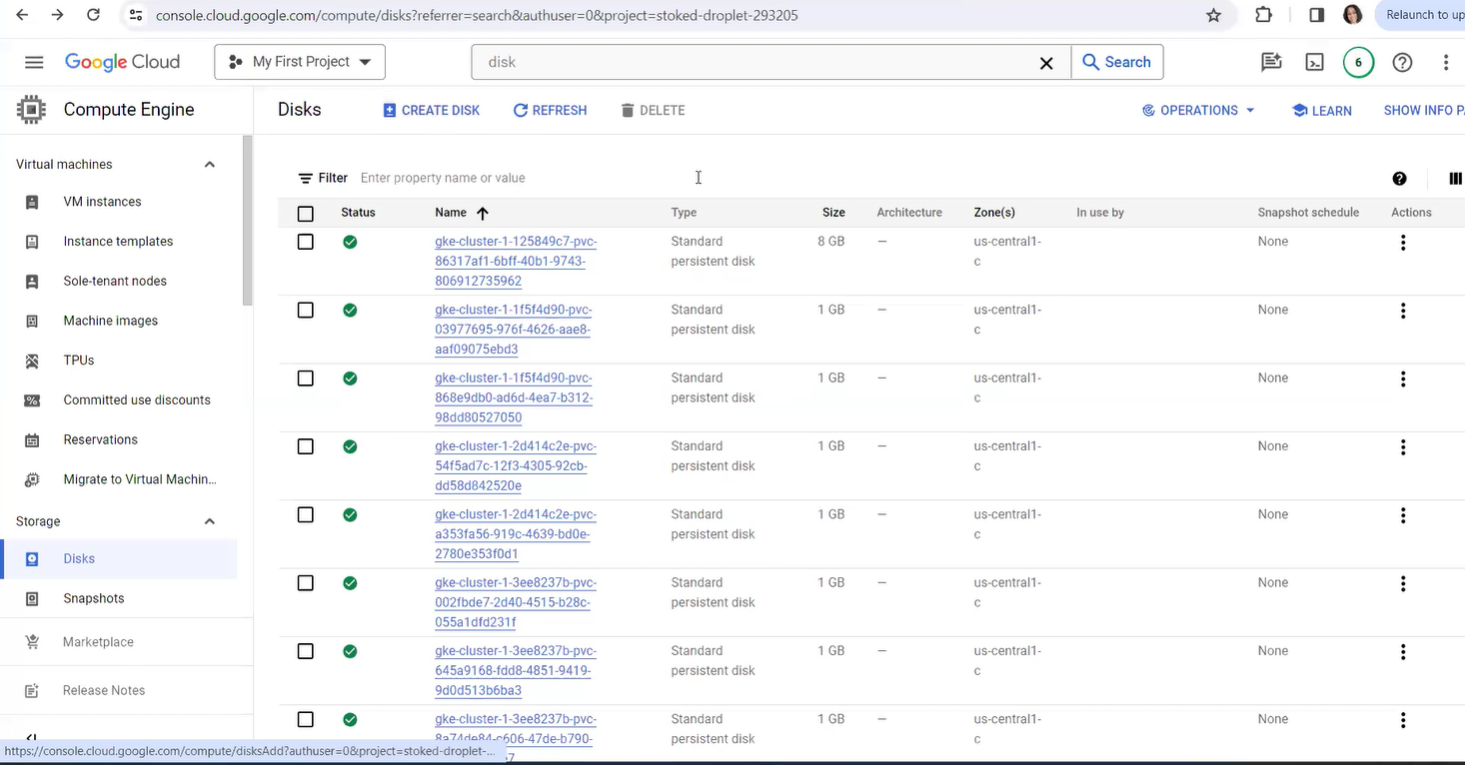 console.cloud.google.com/compute/disks?referrer=search&authuser=0&project=stoked-droplet-293205
Relaunch to up
Google Cloud
My First Project
disk
Search
6
Compute Engine
Disks
CREATE DISK
REFRESH
DELETE
OPERATIONS
LEARN
SHOW INFO PA
Virtual machines
VM instances
Instance templates
Sole-tenant nodes
Machine images
TPUs
Committed use discounts
Reservations
Migrate to Virtual Machin...
Storage
Disks
Snapshots
Marketplace
Release Notes
Filter Enter property name or value
Status Name Type Size Architecture Zone(s) In use by Snapshot schedule Actions
gke-cluster-1-125849c7-pvc- Standard 8 GB – us-central1- None
86317af1-6bff-40b1-9743- persistent disk c
806912735962
gke-cluster-1-1f5f4d90-pvc- Standard 1 GB – us-central1- None
03977695-976f-4626-aae8- persistent disk c
aaf09075ebd3
gke-cluster-1-1f5f4d90-pvc- Standard 1 GB – us-central1- None
868e9db0-ad6d-4ea7-b312- persistent disk c
98dd80527050
gke-cluster-1-2d414c2e-pvc- Standard 1 GB – us-central1- None
54f5ad7c-12f3-4305-92cb- persistent disk c
dd58d842520e
gke-cluster-1-2d414c2e-pvc- Standard 1 GB – us-central1- None
a353fa56-919c-4639-bd0e- persistent disk c
2780e353f0d1
gke-cluster-1-3ee8237b-pvc- Standard 1 GB – us-central1- None
002fbde7-2d40-4515-b28c- persistent disk c
055a1dfd231f
gke-cluster-1-3ee8237b-pvc- Standard 1 GB – us-central1- None
645a9168-fdd8-4851-9419- persistent disk c
9d0d513b6ba3
gke-cluster-1-3ee8237b-pvc- Standard 1 GB – us-central1- None
8a74de84-c606-47de-b790- persistent disk c
https://console.cloud.google.com/compute/disksAdd?authuser=0&project=stoked-droplet-...